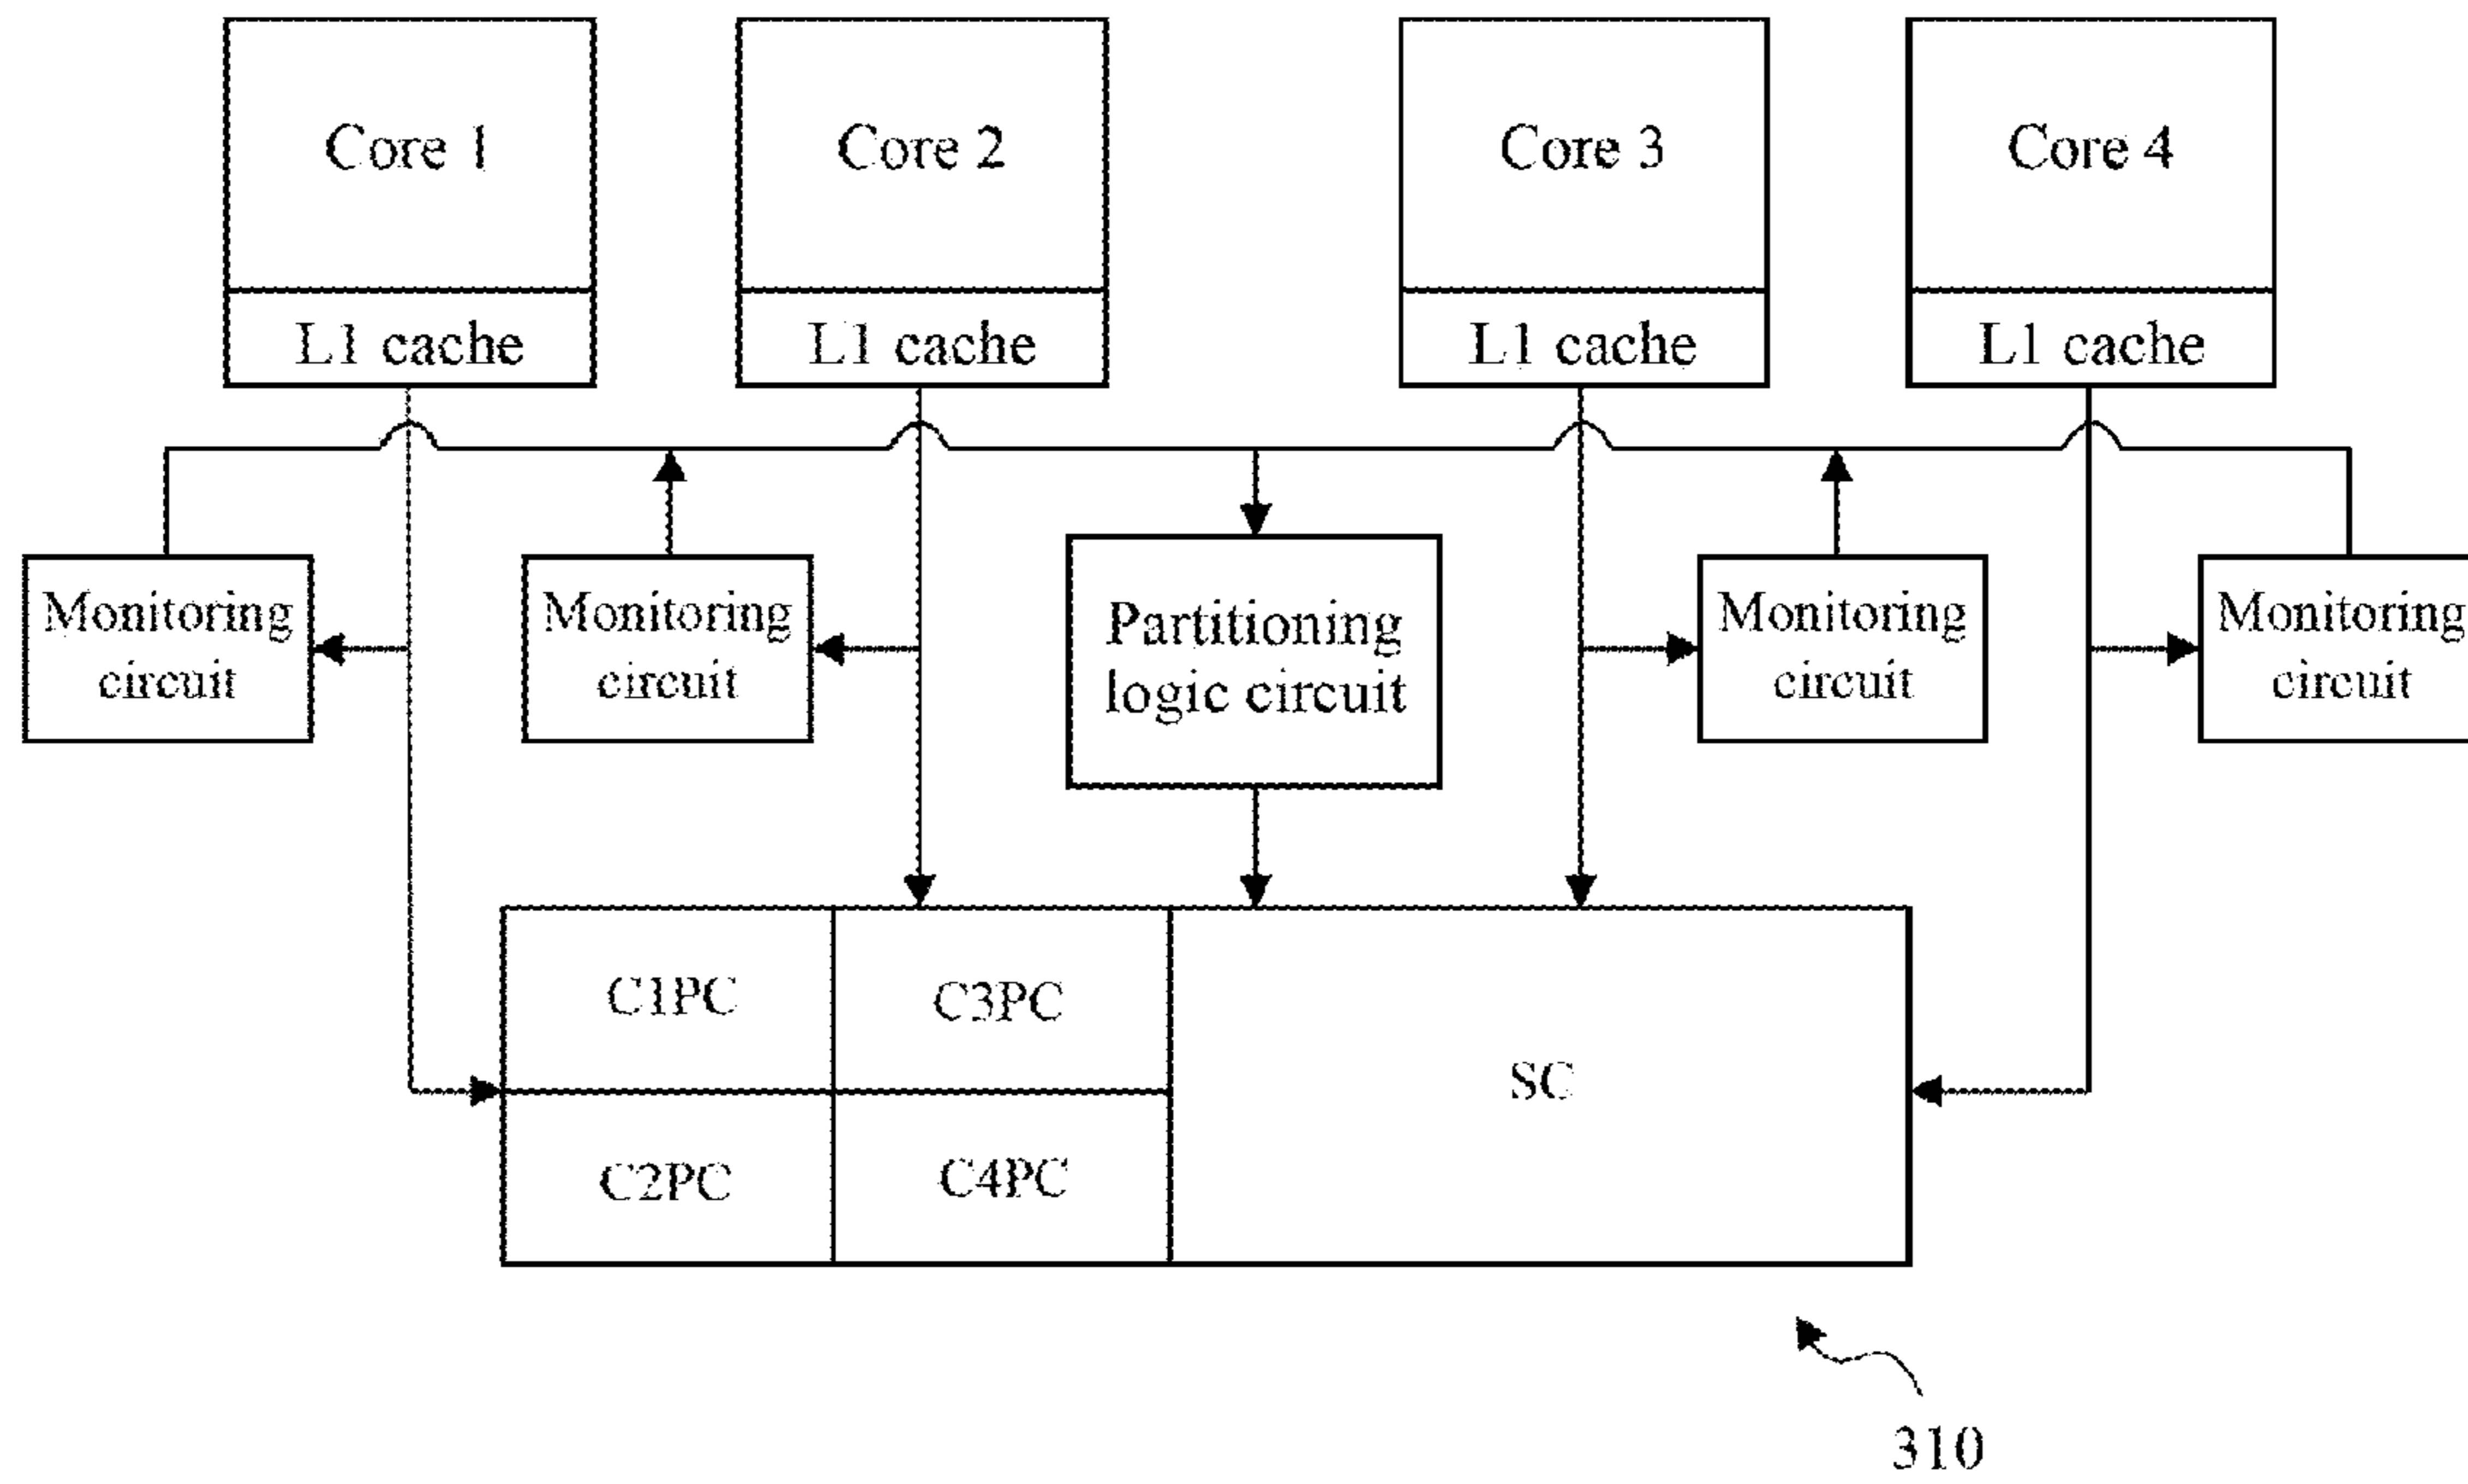 Core 1
Core 2
Core 3
Core 4
L1 cache
L1 cache
L1 cache
L1 cache
Monitoring
circuit
Monitoring
circuit
Partitioning
logic circuit
Monitoring
circuit
Monitoring
circuit
C1PC
C3PC
SC
C2PC
C4PC
310